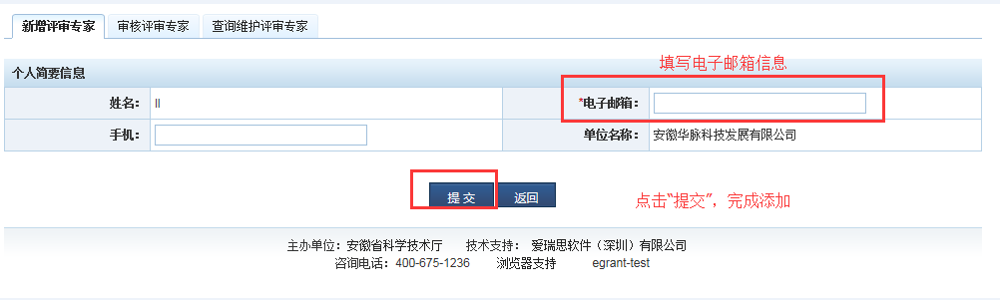 新增评审专家 审核评审专家 查询维护评审专家
填写电子邮箱信息
个人简要信息
姓名： ll *电子邮箱：
手机： 单位名称： 安徽华脉科技发展有限公司
提 交 返回 点击“提交”，完成添加
主办单位：安徽省科学技术厅 技术支持： 爱瑞思软件（深圳）有限公司
咨询电话：400-675-1236 浏览器支持 egrant-test